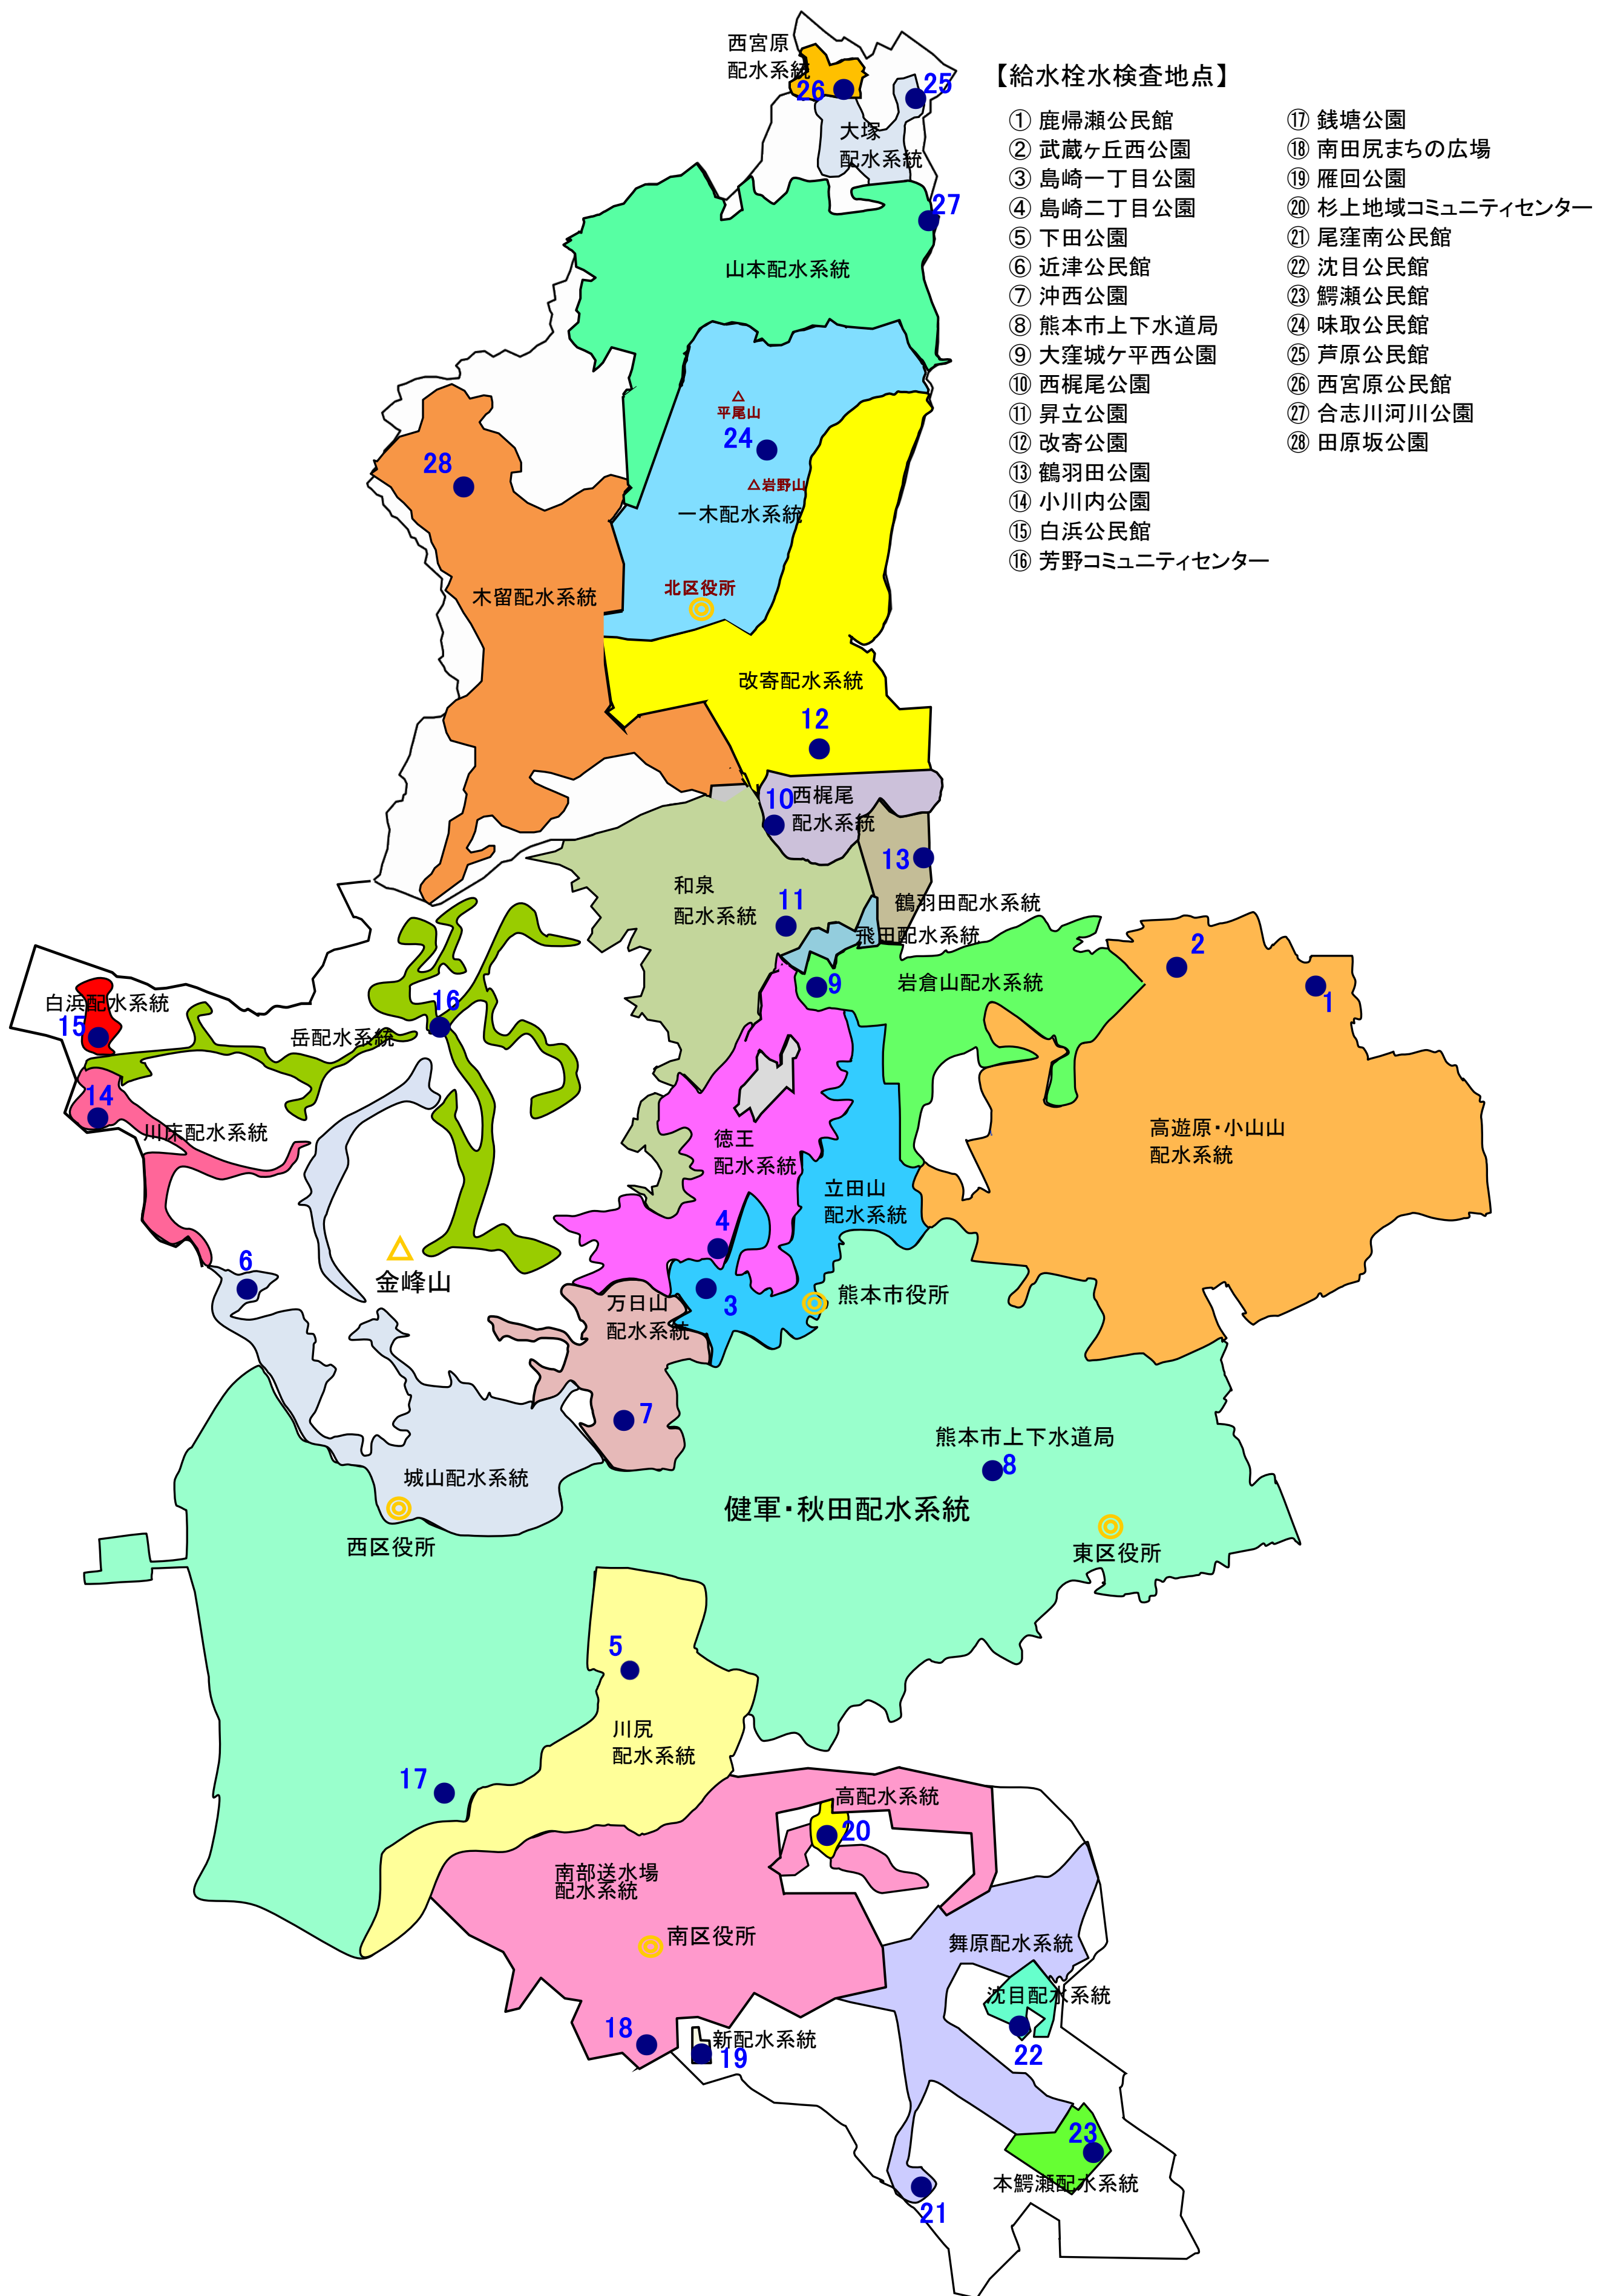 【給水栓水検査地点】
① 鹿帰瀬公民館
② 武蔵ヶ丘西公園
③ 島崎一丁目公園
④ 島崎二丁目公園
⑤ 下田公園
⑥ 近津公民館
⑦ 沖西公園
⑧ 熊本市上下水道局
⑨ 大窪城ケ平西公園
⑩ 西梶尾公園
⑪ 昇立公園
⑫ 改寄公園
⑬ 鶴羽田公園
⑭ 小川内公園
⑮ 白浜公民館
⑯ 芳野コミュニティセンター
⑰ 銭塘公園
⑱ 南田尻まちの広場
⑲ 雁回公園
⑳ 杉上地域コミュニティセンター
㉑ 尾窪南公民館
㉒ 沈目公民館
㉓ 鰐瀬公民館
㉔ 味取公民館
㉕ 芦原公民館
㉖ 西宮原公民館
㉗ 合志川河川公園
㉘ 田原坂公園
西宮原
配水系統
26
25
大塚
配水系統
27
山本配水系統
平尾山
24
岩野山
一木配水系統
28
北区役所
木留配水系統
改寄配水系統
12
10
西梶尾
配水系統
13
和泉
配水系統
11
鶴羽田配水系統
飛田配水系統
2
9
岩倉山配水系統
1
白浜配水系統
15
16
岳配水系統
14
川床配水系統
徳王
配水系統
高遊原・小山山
配水系統
立田山
配水系統
4
6
金峰山
3
熊本市役所
万日山
配水系統
7
熊本市上下水道局
8
城山配水系統
健軍・秋田配水系統
西区役所
東区役所
5
川尻
配水系統
17
高配水系統
20
南部送水場
配水系統
南区役所
舞原配水系統
沈目配水系統
18
新配水系統
19
22
23
本鰐瀬配水系統
21